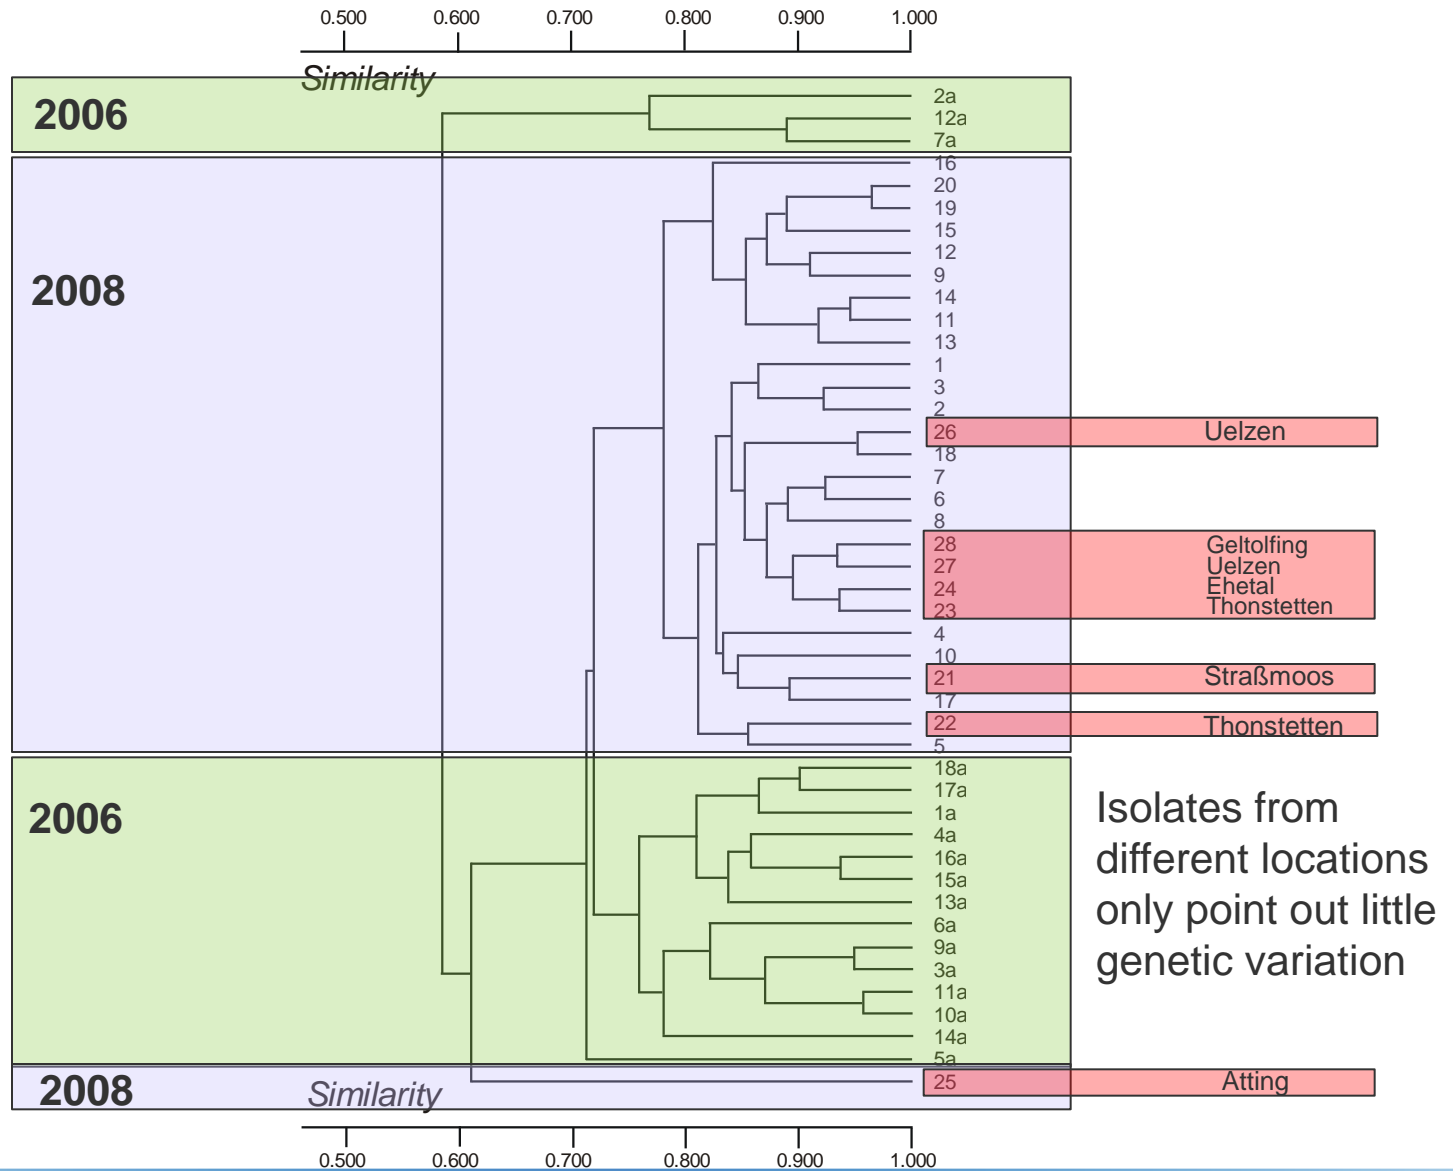 0.500 0.600 0.700 0.800 0.900 1.000
Similarity
2006
2a
12a
7a
2008
16
20
19
15
12
9
14
11
13
1
3
2
26 Uelzen
18
7
6
8
28 Geltolfing
27 Uelzen
24 Ehetal
23 Thonstetten
4
10
21 Straßmoos
17
22 Thonstetten
5
2006
18a
17a
1a
4a
16a
15a
13a
6a
9a
3a
11a
10a
14a
5a
Isolates from
different locations
only point out little
genetic variation
2008
25 Atting
Similarity
0.500 0.600 0.700 0.800 0.900 1.000